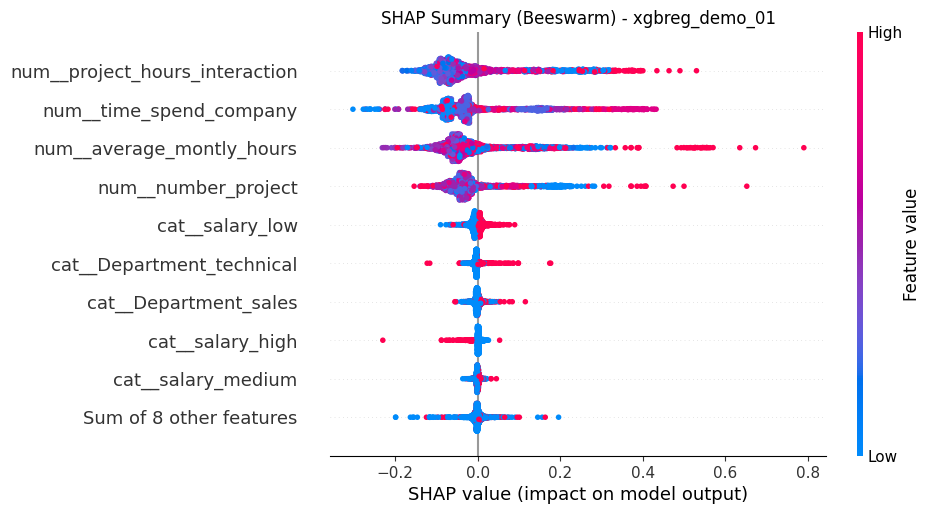 SHAP Summary (Beeswarm) - xgbreg_demo_01
High
num__project_hours_interaction
num__time_spend_company
num__average_montly_hours
num__number_project
cat__salary_low
cat__Department_technical
cat__Department_sales
cat__salary_high
cat__salary_medium
Sum of 8 other features
Feature value
Low
−0.2 0.0 0.2 0.4 0.6 0.8
SHAP value (impact on model output)